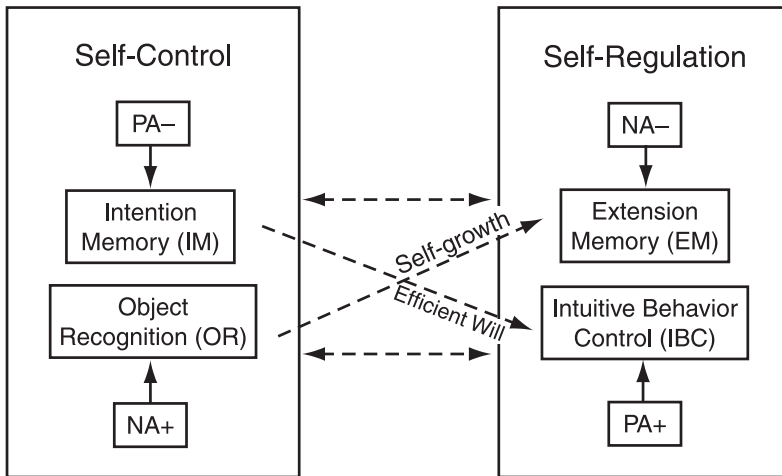 Self-Control
PA–
Intention
Memory (IM)
Object
Recognition (OR)
NA+
Self-growth
Efficient Will
Self-Regulation
NA–
Extension
Memory (EM)
Intuitive Behavior
Control (IBC)
PA+